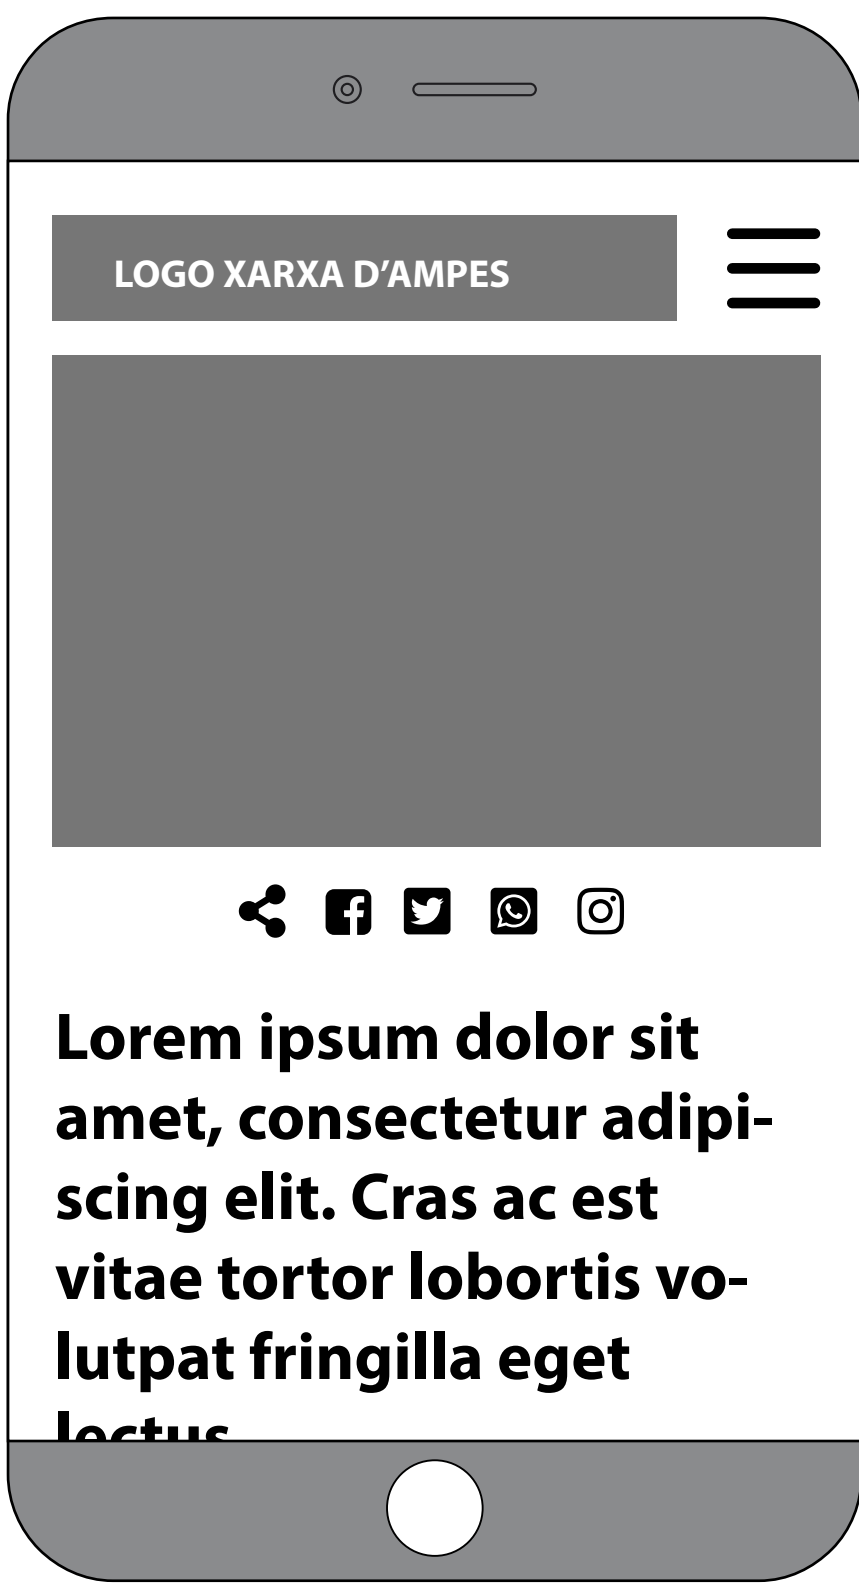 LOGO XARXA D’AMPES
Lorem ipsum dolor sit
amet, consectetur adipi-
scing elit. Cras ac est
vitae tortor lobortis vo-
lutpat fringilla eget
lectus